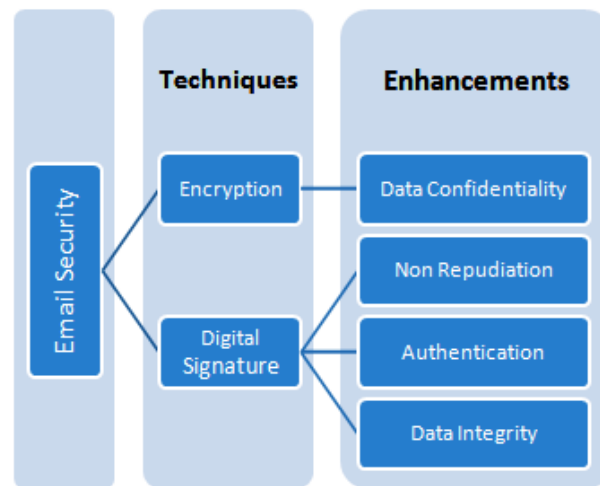 Techniques
Enhancements
Email Security
Encryption
Data Confidentiality
Non Repudiation
Digital
Signature
Authentication
Data Integrity